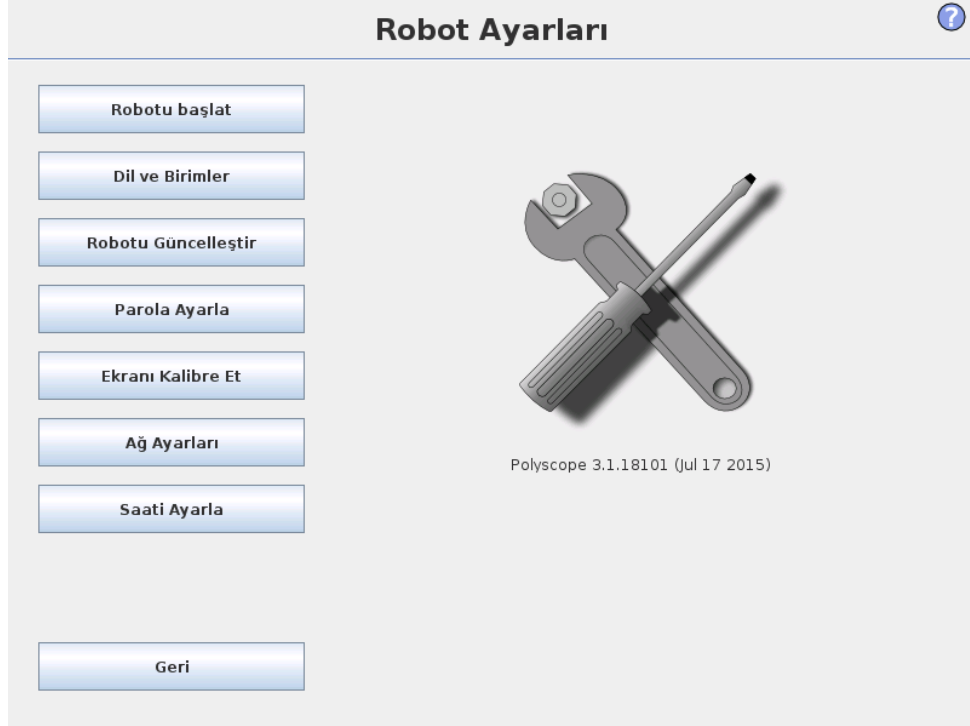 Robot Ayarları
?
Robotu başlat
Dil ve Birimler
Robotu Güncelleştir
Parola Ayarla
Ekranı Kalibre Et
Ağ Ayarları
Saati Ayarla
Polyscope 3.1.18101 (Jul 17 2015)
Geri